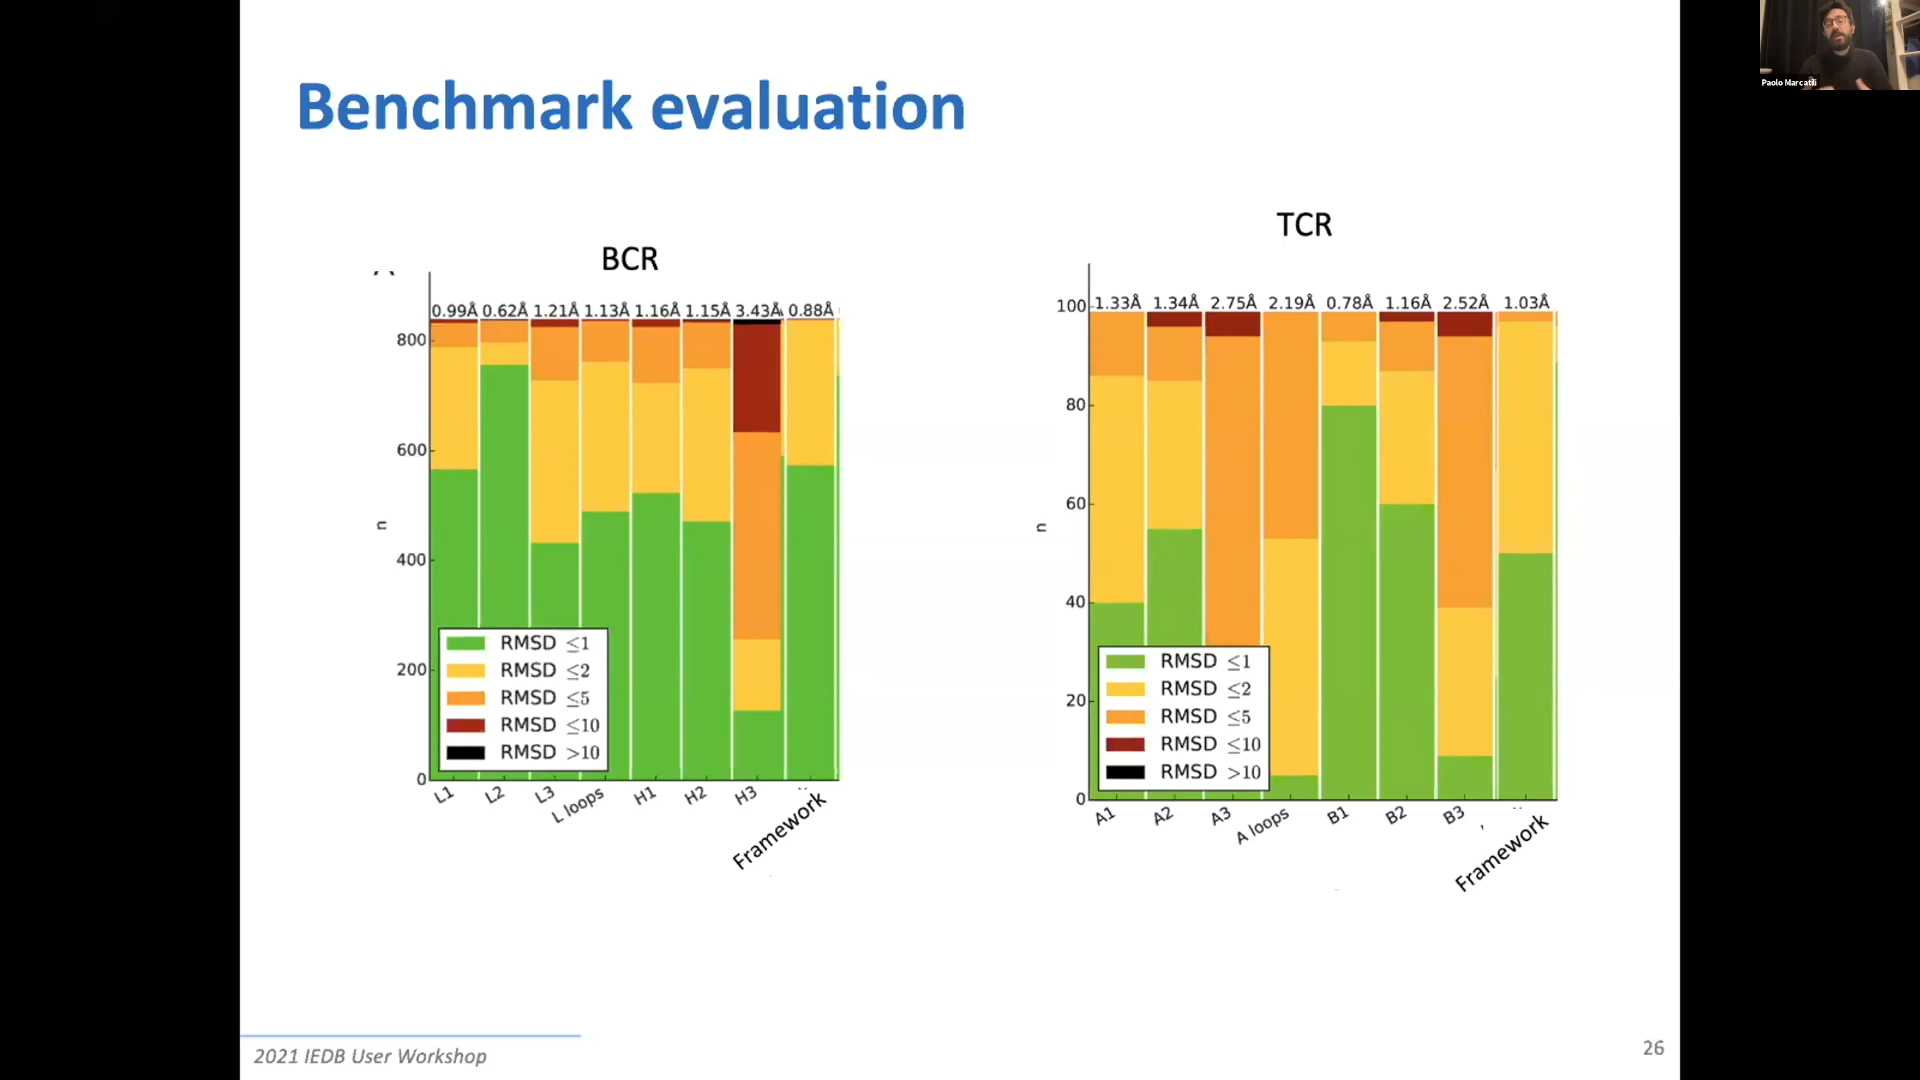 Benchmark evaluation
BCR
0.99Å 0.62Å 1.21Å 1.13Å 1.16Å 1.15Å 3.43Å 0.88Å
800
600
n
400
200
0
RMSD ≤1
RMSD ≤2
RMSD ≤5
RMSD ≤10
RMSD >10
L1 L2 L3 L loops H1 H2 H3 Framework
TCR
1.33Å 1.34Å 2.75Å 2.19Å 0.78Å 1.16Å 2.52Å 1.03Å
100
80
60
n
40
20
0
RMSD ≤1
RMSD ≤2
RMSD ≤5
RMSD ≤10
RMSD >10
A1 A2 A3 A loops B1 B2 B3 Framework
2021 IEDB User Workshop
26
Paolo Marcatili